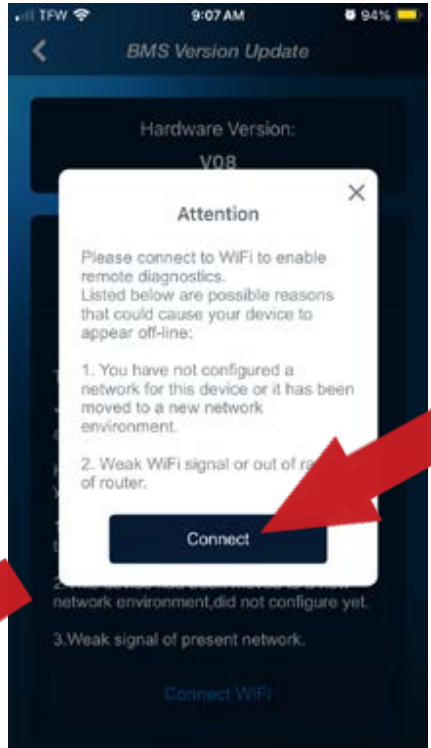 TFW 9:07 AM 94%
BMS Version Update
Hardware Version:
V08
Attention
Please connect to WiFi to enable
remote diagnostics.
Listed below are possible reasons
that could cause your device to
appear off-line:
1. You have not configured a
network for this device or it has been
moved to a new network
environment.
2. Weak WiFi signal or out of
of router.
Connect
network environment,did not configure yet.
3.Weak signal of present network.
Connect WiFi